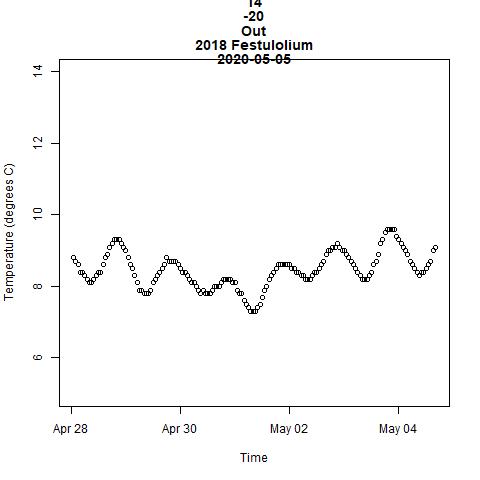 14
-20
Out
2018 Festulolium
2020-05-05
14
12
10
8
6
Temperature (degrees C)
Apr 28
Apr 30
May 02
May 04
Time